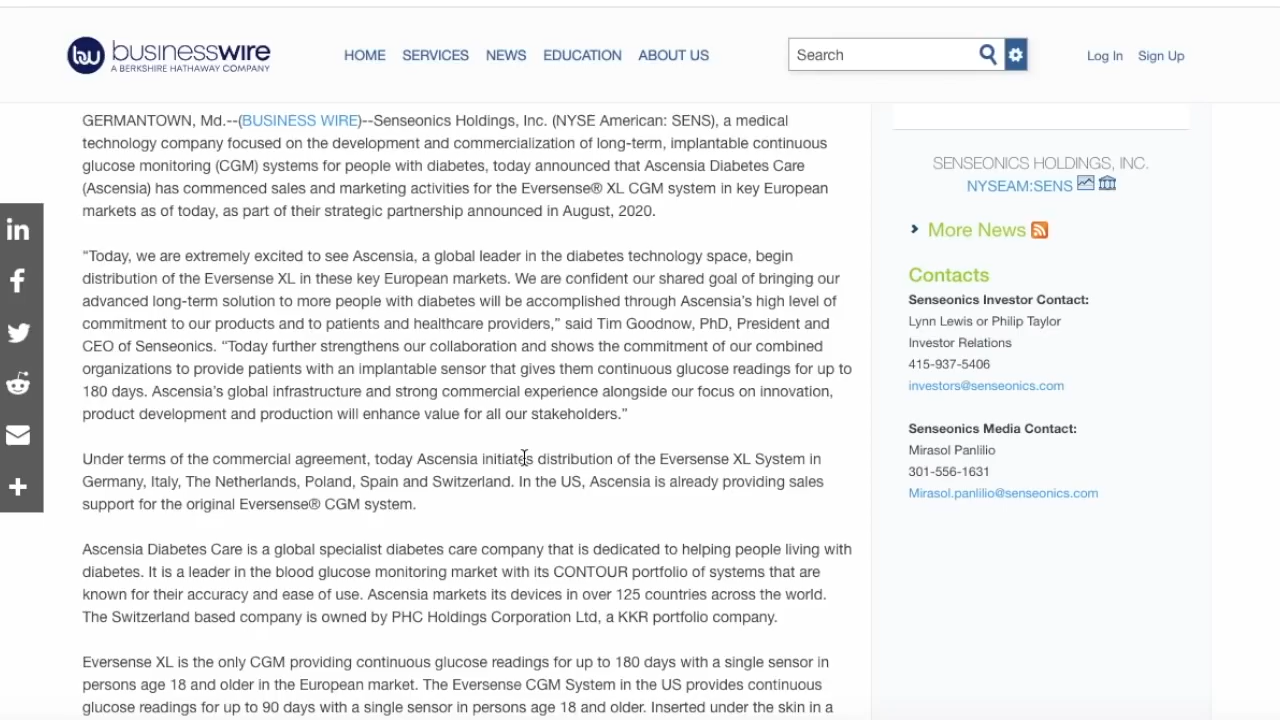 businesswire
A BERKSHIRE HATHAWAY COMPANY
HOME SERVICES NEWS EDUCATION ABOUT US
Search
Log In Sign Up
GERMANTOWN, Md.--(BUSINESS WIRE)--Senseonics Holdings, Inc. (NYSE American: SENS), a medical
technology company focused on the development and commercialization of long-term, implantable continuous
glucose monitoring (CGM) systems for people with diabetes, today announced that Ascensia Diabetes Care
(Ascensia) has commenced sales and marketing activities for the Eversense® XL CGM system in key European
markets as of today, as part of their strategic partnership announced in August, 2020.
“Today, we are extremely excited to see Ascensia, a global leader in the diabetes technology space, begin
distribution of the Eversense XL in these key European markets. We are confident our shared goal of bringing our
advanced long-term solution to more people with diabetes will be accomplished through Ascensia’s high level of
commitment to our products and to patients and healthcare providers,” said Tim Goodnow, PhD, President and
CEO of Senseonics. “Today further strengthens our collaboration and shows the commitment of our combined
organizations to provide patients with an implantable sensor that gives them continuous glucose readings for up to
180 days. Ascensia’s global infrastructure and strong commercial experience alongside our focus on innovation,
product development and production will enhance value for all our stakeholders.”
Under terms of the commercial agreement, today Ascensia initiates distribution of the Eversense XL System in
Germany, Italy, The Netherlands, Poland, Spain and Switzerland. In the US, Ascensia is already providing sales
support for the original Eversense® CGM system.
Ascensia Diabetes Care is a global specialist diabetes care company that is dedicated to helping people living with
diabetes. It is a leader in the blood glucose monitoring market with its CONTOUR portfolio of systems that are
known for their accuracy and ease of use. Ascensia markets its devices in over 125 countries across the world.
The Switzerland based company is owned by PHC Holdings Corporation Ltd, a KKR portfolio company.
Eversense XL is the only CGM providing continuous glucose readings for up to 180 days with a single sensor in
persons age 18 and older in the European market. The Eversense CGM System in the US provides continuous
glucose readings for up to 90 days with a single sensor in persons age 18 and older. Inserted under the skin in a
SENSEONICS HOLDINGS, INC.
NYSEAM:SENS
More News
Contacts
Senseonics Investor Contact:
Lynn Lewis or Philip Taylor
Investor Relations
415-937-5406
investors@senseonics.com
Senseonics Media Contact:
Mirasol Panlilio
301-556-1631
Mirasol.panlilio@senseonics.com